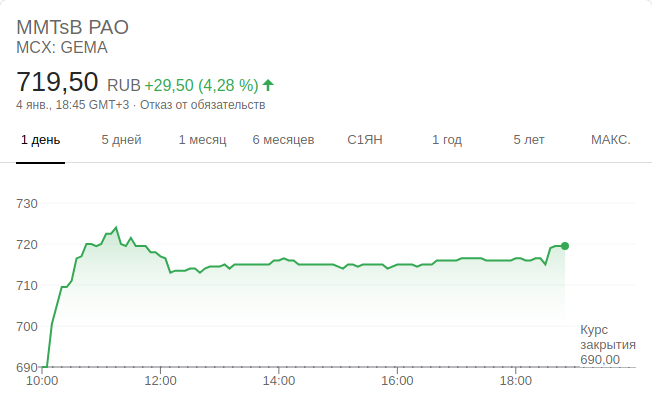 MMTsB PAO
MCX: GEMA
719,50 RUB +29,50 (4,28 %)
4 янв., 18:45 GMT+3 · Отказ от обязательств
1 день 5 дней 1 месяц 6 месяцев С1ЯН 1 год 5 лет МАКС.
730
720
710
700
Курс
закрытия
690,00
690
10:00 12:00 14:00 16:00 18:00